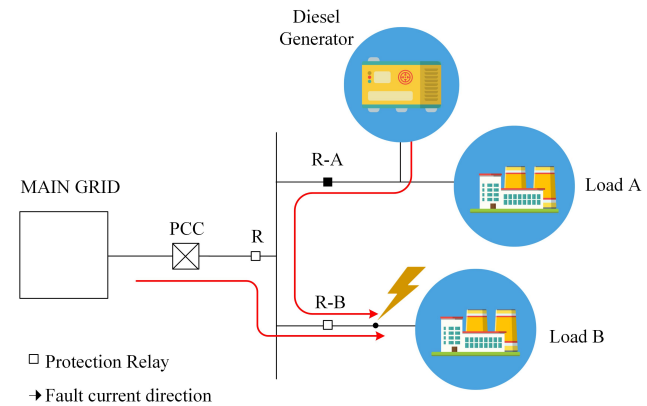 Diesel
Generator
R-A
Load A
MAIN GRID
PCC
R
R-B
Load B
Protection Relay
Fault current direction